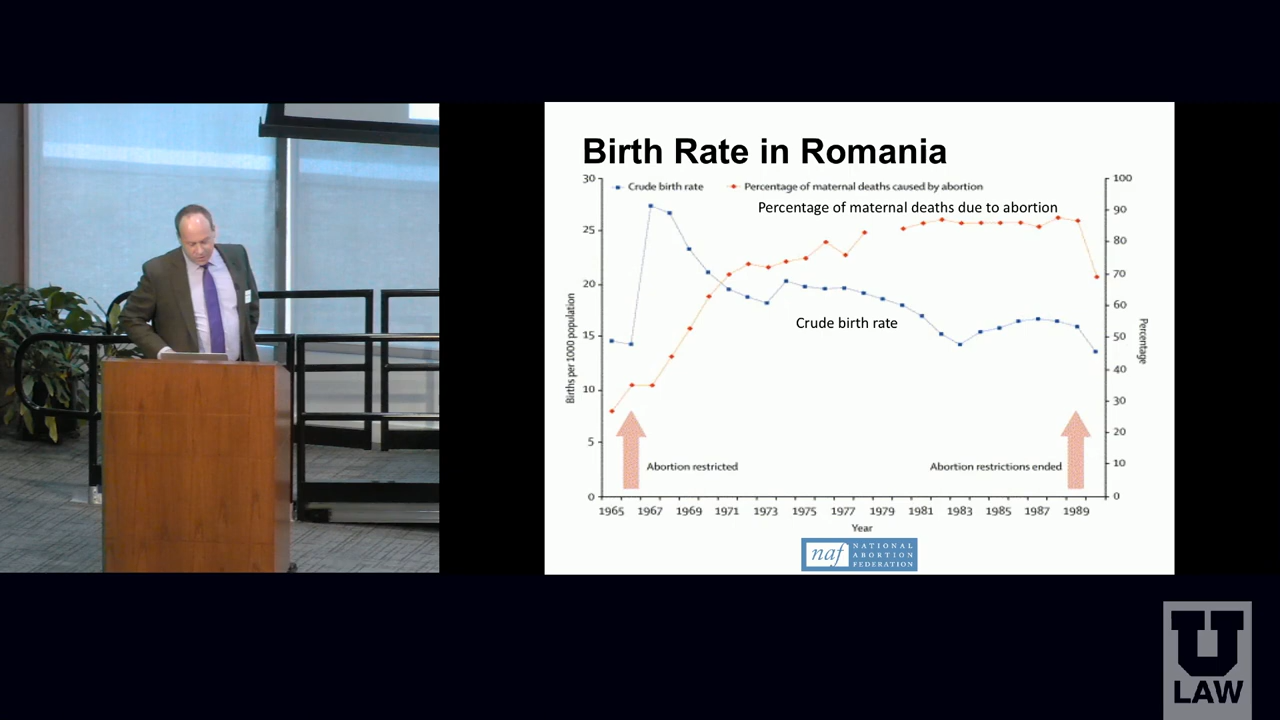 Birth Rate in Romania
Crude birth rate
Percentage of maternal deaths caused by abortion
Percentage of maternal deaths due to abortion
Crude birth rate
Births per 1000 population
30
25
20
15
10
5
0
100
90
80
70
60
50
40
30
20
10
0
Percentage
Abortion restricted
Abortion restrictions ended
1965 1967 1969 1971 1973 1975 1977 1979 1981 1983 1985 1987 1989
Year
naf NATIONAL
ABORTION
FEDERATION
U
LAW